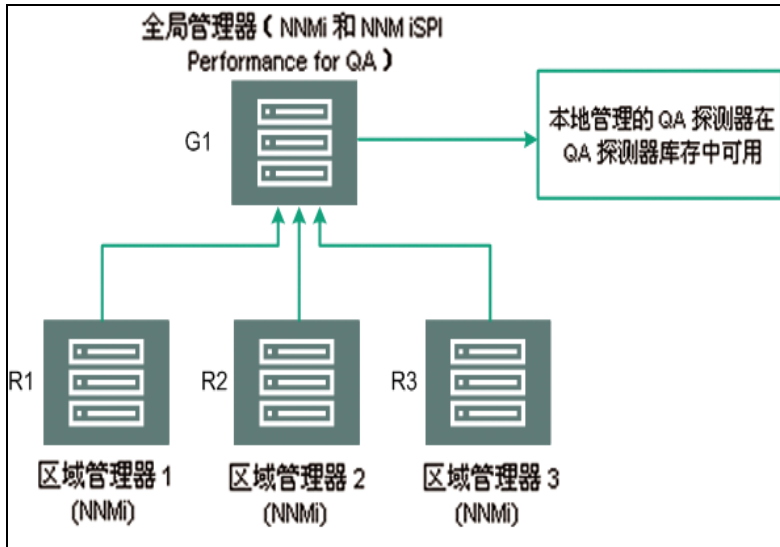 全局管理器（NNMi 和 NNM iSPI
Performance for QA）
G1
本地管理的 QA 探测器在
QA 探测器库存中可用
R1
R2
R3
区域管理器 1
(NNMi)
区域管理器 2
(NNMi)
区域管理器 3
(NNMi)